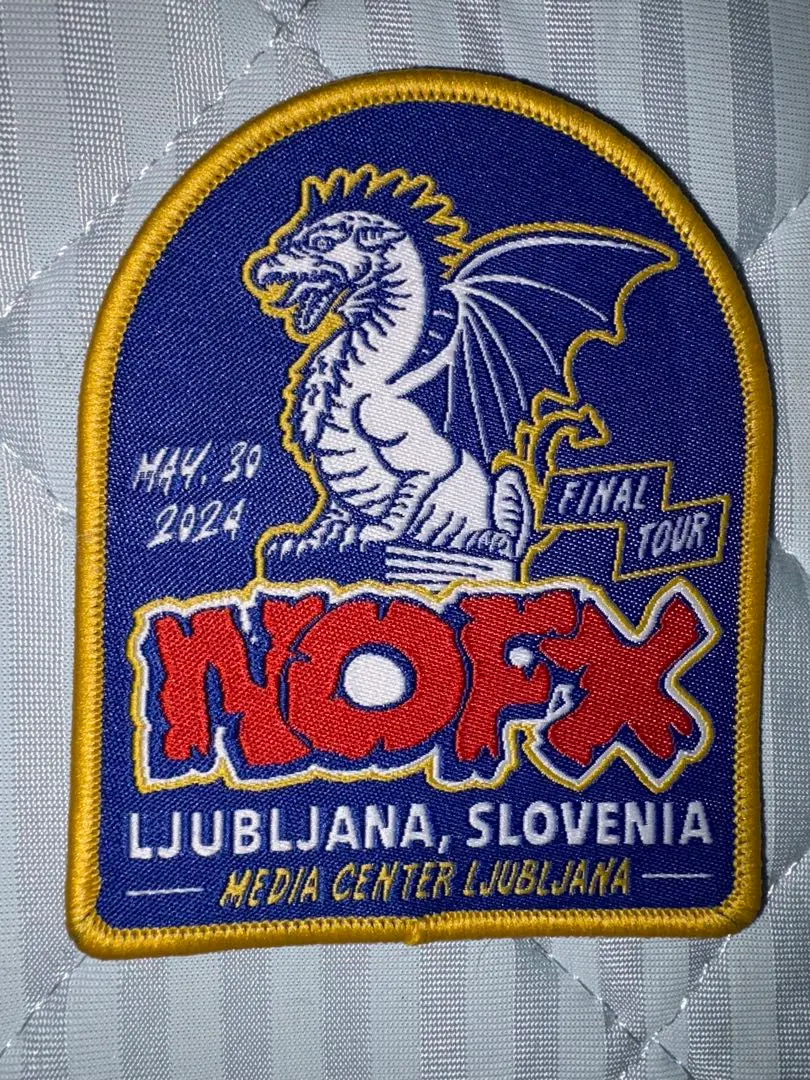 MAY. 30
2024
FINAL
TOUR
NOFX
LJUBLJANA, SLOVENIA
MEDIA CENTER LJUBLJANA